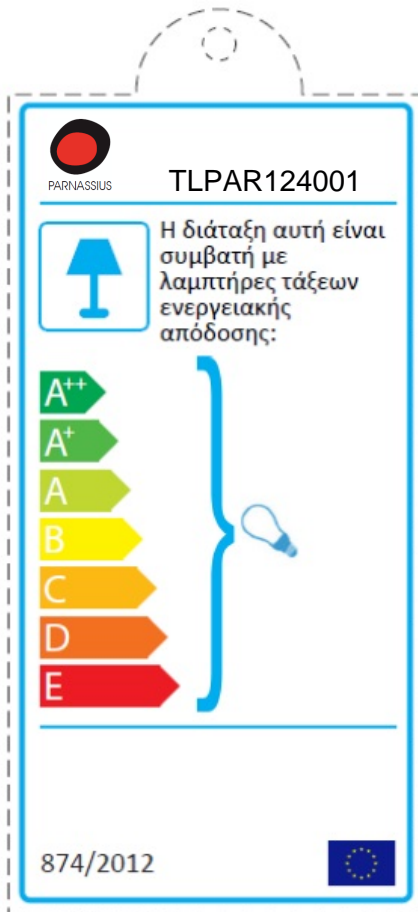 PARNASSIUS
TLPAR124001
Η διάταξη αυτή είναι
συμβατή με
λαμπτήρες τάξεων
ενεργειακής
απόδοσης:
A++
A+
A
B
C
D
E
874/2012